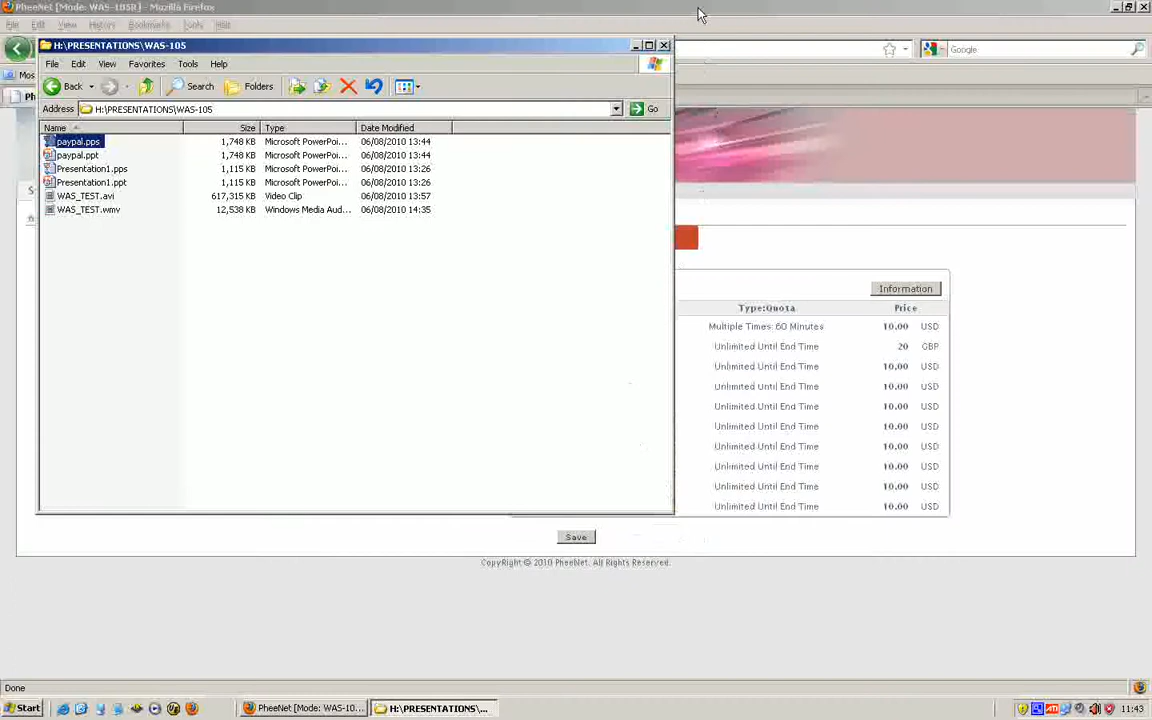 PheeNet [Mode: WAS-105R] - Mozilla Firefox
File Edit View History Bookmarks Tools Help
H:\PRESENTATIONS\WAS-105
File Edit View Favorites Tools Help
Back Search Folders
Google
Address H:\PRESENTATIONS\WAS-105 Go
Name Size Type Date Modified
paypal.pps 1,748 KB Microsoft PowerPoi... 06/08/2010 13:44
paypal.ppt 1,748 KB Microsoft PowerPoi... 06/08/2010 13:44
Presentation1.pps 1,115 KB Microsoft PowerPoi... 06/08/2010 13:26
Presentation1.ppt 1,115 KB Microsoft PowerPoi... 06/08/2010 13:26
WAS_TEST.avi 617,315 KB Video Clip 06/08/2010 13:57
WAS_TEST.wmv 12,538 KB Windows Media Aud... 06/08/2010 14:35
Information
Type:Quota Price
Multiple Times: 60 Minutes 10.00 USD
Unlimited Until End Time 20 GBP
Unlimited Until End Time 10.00 USD
Unlimited Until End Time 10.00 USD
Unlimited Until End Time 10.00 USD
Unlimited Until End Time 10.00 USD
Unlimited Until End Time 10.00 USD
Unlimited Until End Time 10.00 USD
Unlimited Until End Time 10.00 USD
Unlimited Until End Time 10.00 USD
Save
CopyRight © 2010 PheeNet. All Rights Reserved.
Done
Start PheeNet [Mode: WAS-10... H:\PRESENTATIONS\... 11:43